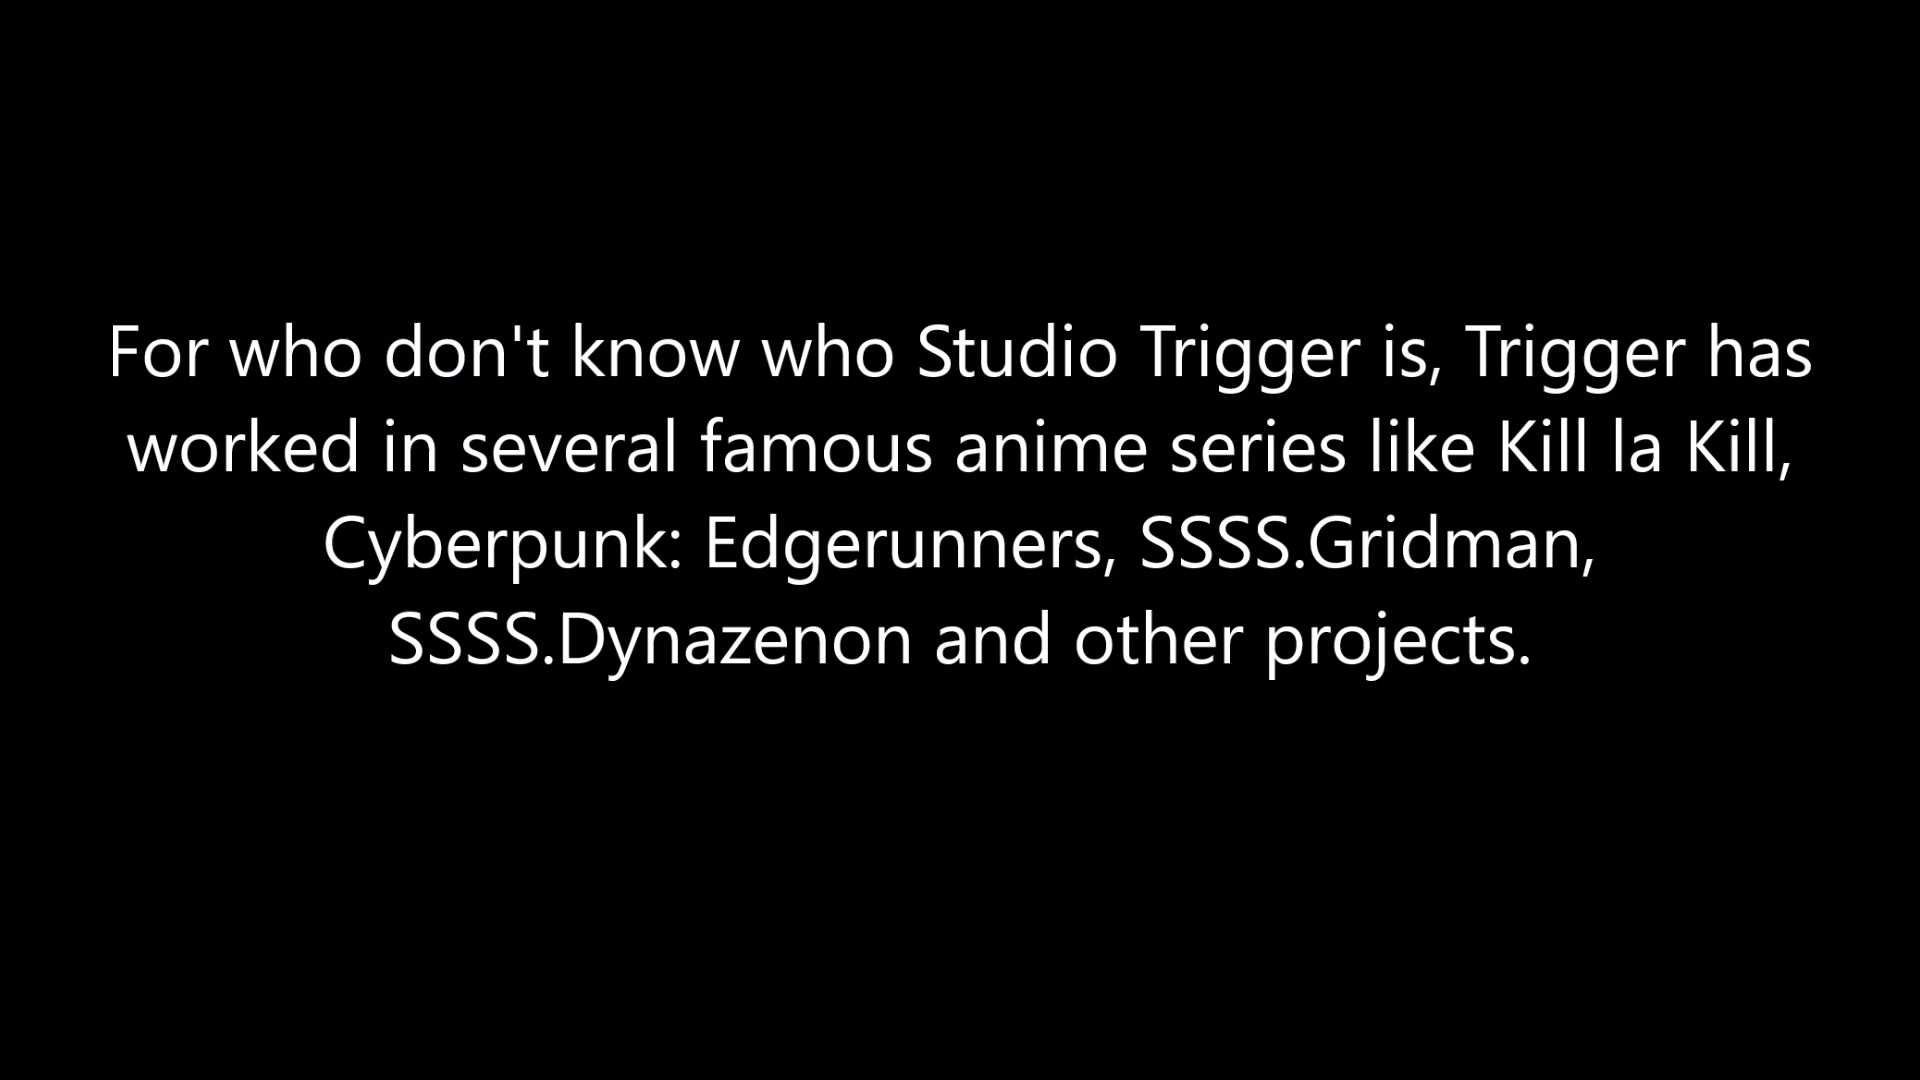 For who don't know who Studio Trigger is, Trigger has
worked in several famous anime series like Kill la Kill,
Cyberpunk: Edgerunners, SSSS.Gridman,
SSSS.Dynazenon and other projects.